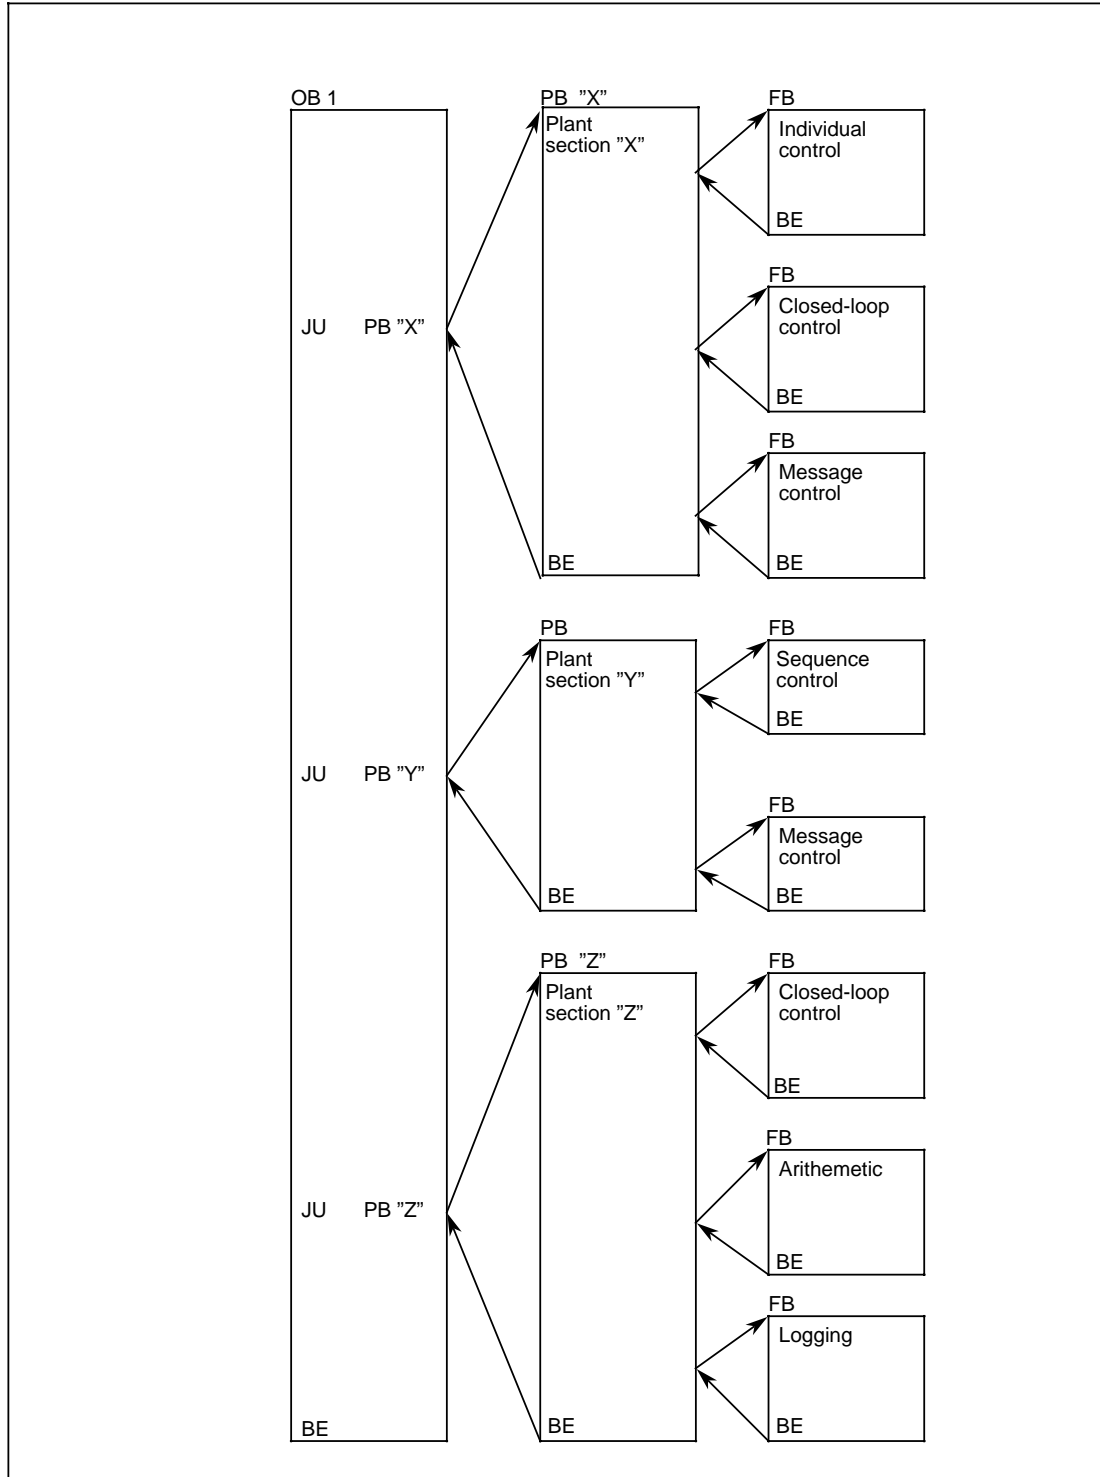 OB 1
JU PB ”X”
JU PB ”Y”
JU PB ”Z”
BE
PB ”X”
Plant
section ”X”
BE
FB
Individual
control
BE
FB
Closed-loop
control
BE
FB
Message
control
BE
PB
Plant
section ”Y”
BE
FB
Sequence
control
BE
FB
Message
control
BE
PB ”Z”
Plant
section ”Z”
BE
FB
Closed-loop
control
BE
FB
Arithemetic
BE
FB
Logging
BE